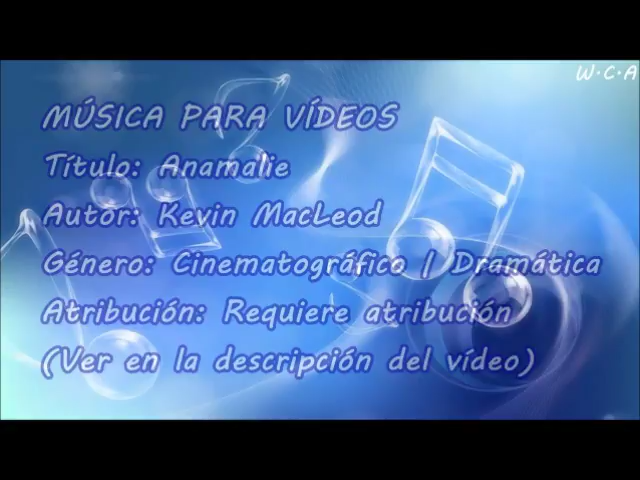 W.C.A
MÚSICA PARA VÍDEOS
Título: Anamalie
Autor: Kevin MacLeod
Género: Cinematográfico | Dramática
Atribución: Requiere atribución
(Ver en la descripción del vídeo)